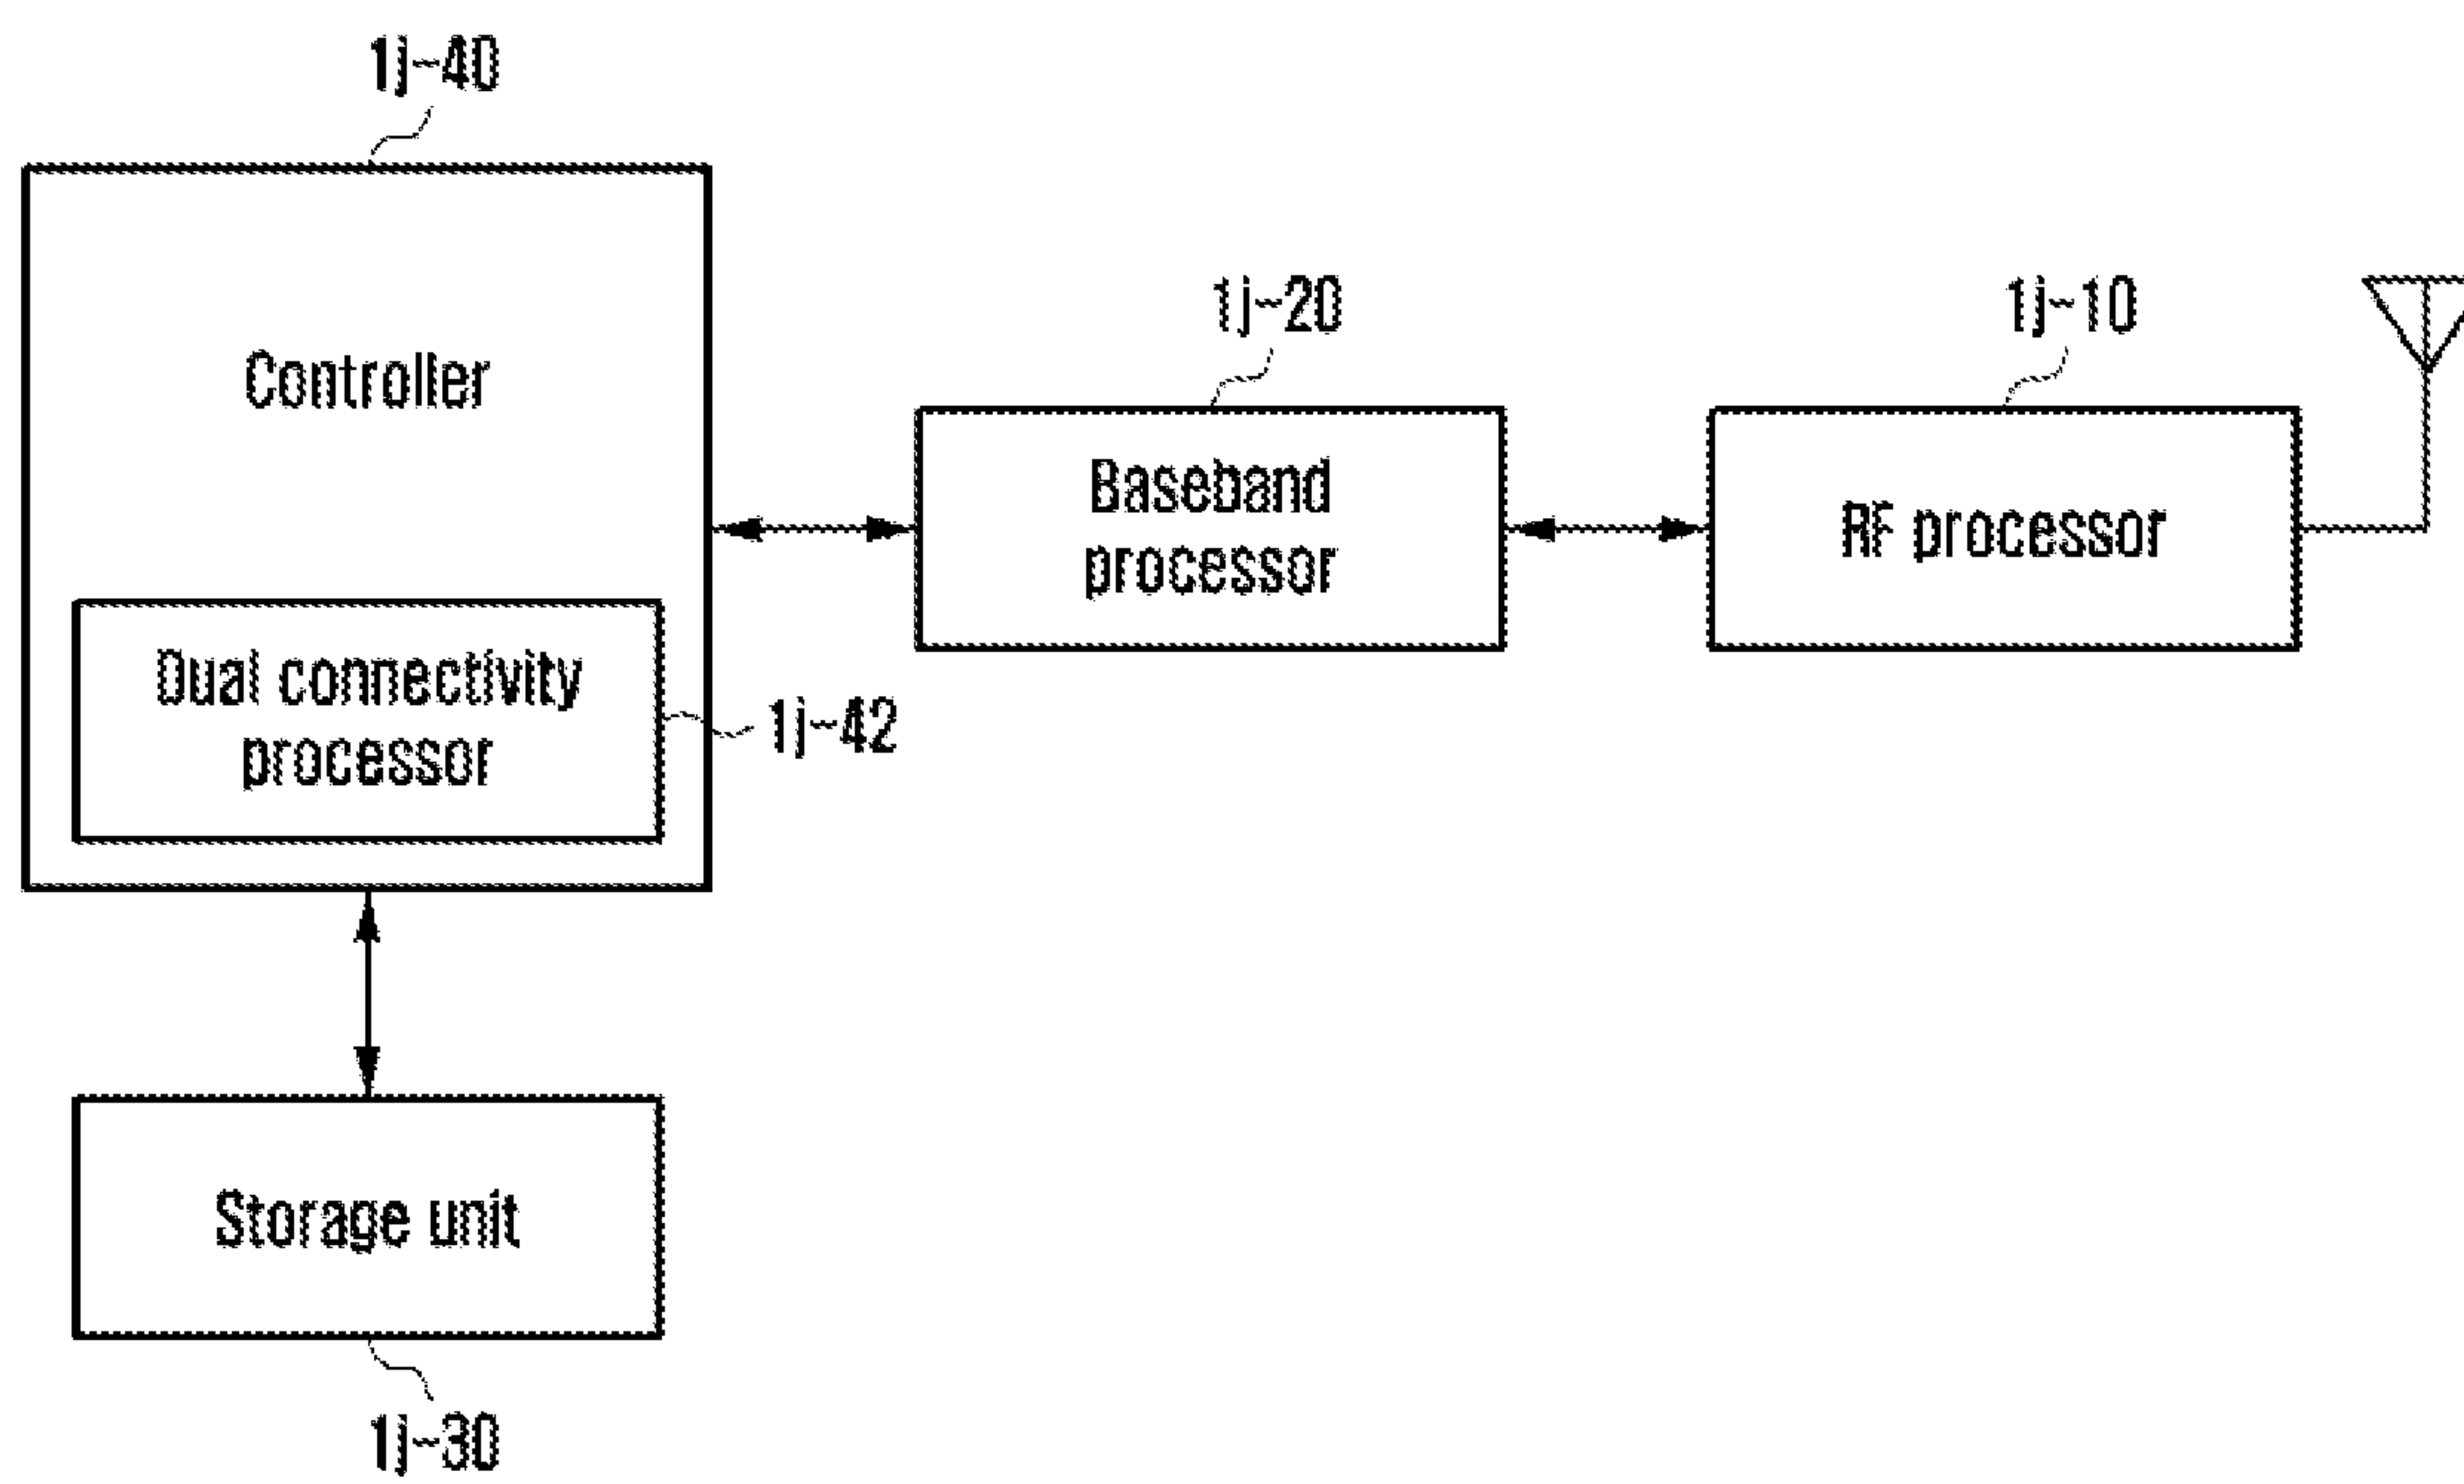 1j-40
Controller
1j-20
1j-10
Baseband
processor
RF processor
Dual connectivity
processor
1j-42
Storage unit
1j-30